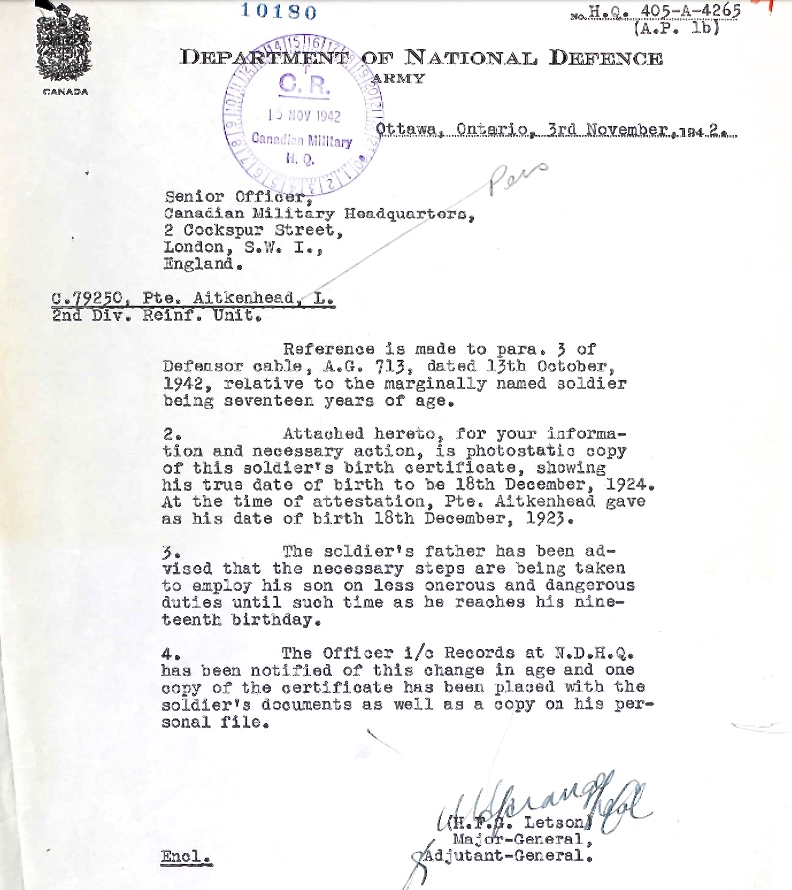 10180
No. H.Q. 405-A-4265
(A.P. 1b)
CANADA
DEPARTMENT OF NATIONAL DEFENCE
ARMY
C. R.
15 NOV 1942
Canadian Military
H. Q.
Ottawa, Ontario, 3rd November, 1942.
Pers
Senior Officer,
Canadian Military Headquarters,
2 Cockspur Street,
London, S.W. I.,
England.
C.79250, Pte. Aitkenhead, L.
2nd Div. Reinf. Unit.
Reference is made to para. 3 of
Defensor cable, A.G. 713, dated 13th October,
1942, relative to the marginally named soldier
being seventeen years of age.
2. Attached hereto, for your informa-
tion and necessary action, is photostatic copy
of this soldier's birth certificate, showing
his true date of birth to be 18th December, 1924.
At the time of attestation, Pte. Aitkenhead gave
as his date of birth 18th December, 1923.
3. The soldier's father has been ad-
vised that the necessary steps are being taken
to employ his son on less onerous and dangerous
duties until such time as he reaches his nine-
teenth birthday.
4. The Officer i/c Records at N.D.H.Q.
has been notified of this change in age and one
copy of the certificate has been placed with the
soldier's documents as well as a copy on his per-
sonal file.
(H.F.G. Letson)
Major-General,
Adjutant-General.
Encl.